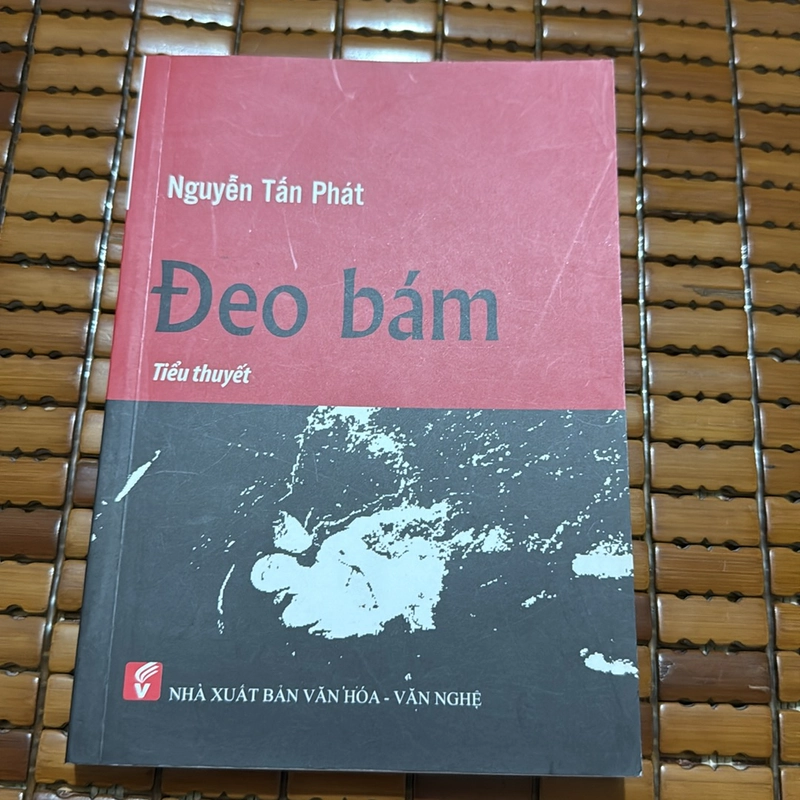 Nguyễn Tấn Phát
Đeo bám
Tiểu thuyết
V
NHÀ XUẤT BẢN VĂN HÓA - VĂN NGHỆ